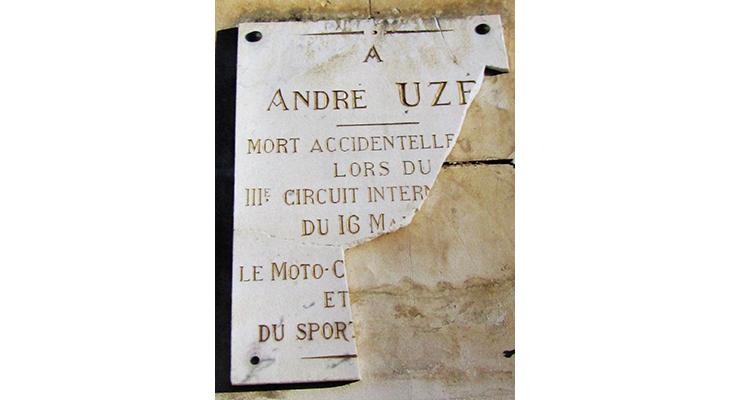 A
ANDRÉ UZE
MORT ACCIDENTELLE
LORS DU
IIIE CIRCUIT INTERN
DU 16 MA
LE MOTO-C
ET
DU SPORT